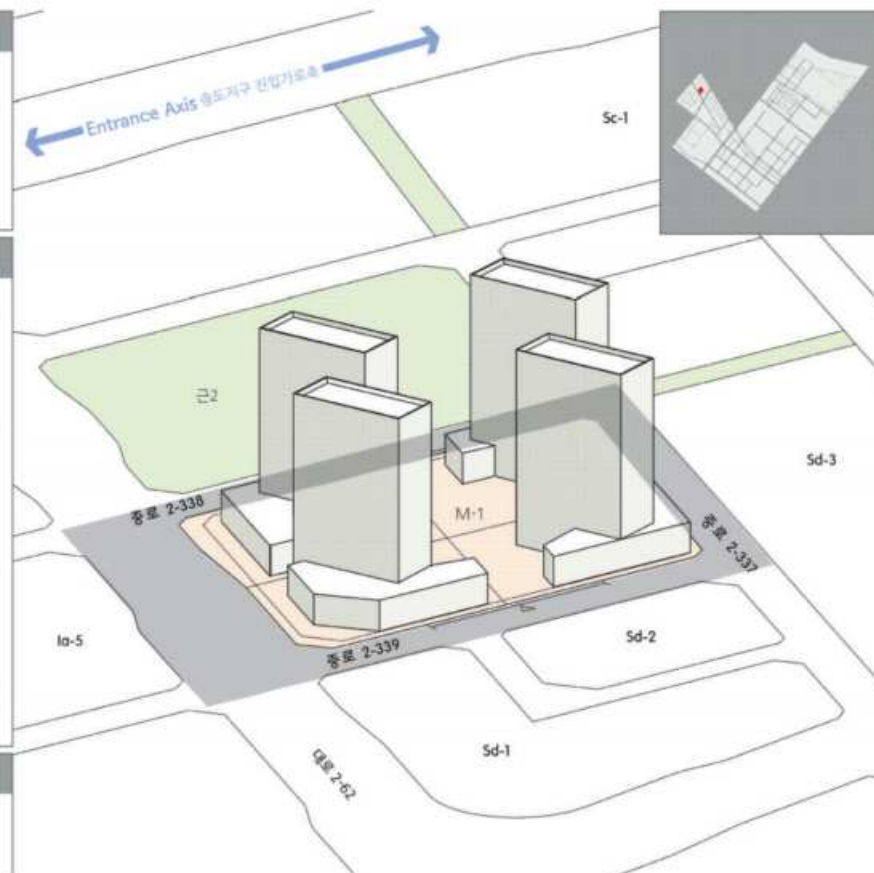 Entrance Axis 송도지구 진입가로축
Sc-1
근2
Sd-3
M-1
중로 2-338
중로 2-337
Ia-5
중로 2-339
Sd-2
Sd-1
대로 2-62